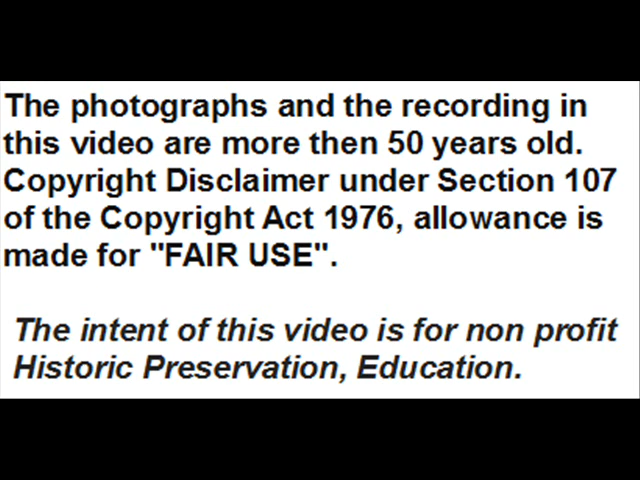 The photographs and the recording in
this video are more then 50 years old.
Copyright Disclaimer under Section 107
of the Copyright Act 1976, allowance is
made for "FAIR USE".
The intent of this video is for non profit
Historic Preservation, Education.